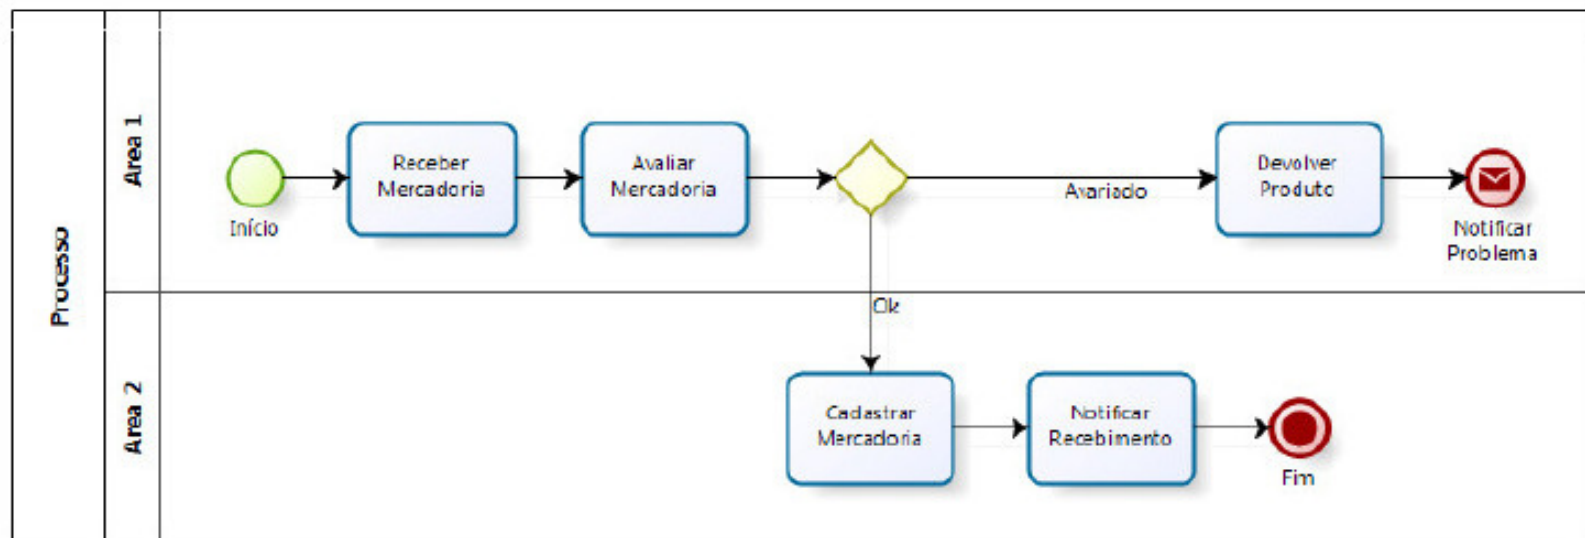 Processo
Area 1
Início
Receber
Mercadoria
Avaliar
Mercadoria
Avariado
Devolver
Produto
Notificar
Problema
Area 2
Ok
Cadastrar
Mercadoria
Notificar
Recebimento
Fim